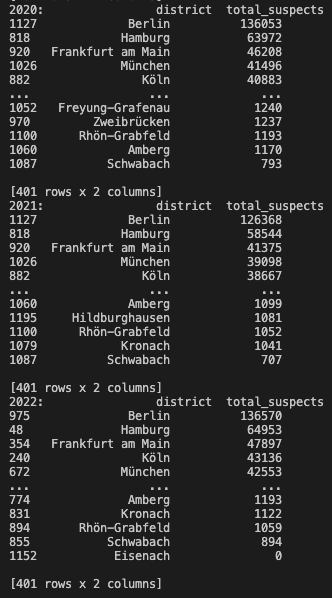 2020: district total_suspects
1127 Berlin 136053
818 Hamburg 63972
920 Frankfurt am Main 46208
1026 München 41496
882 Köln 40883
... ... ...
1052 Freyung-Grafenau 1240
970 Zweibrücken 1237
1100 Rhön-Grabfeld 1193
1060 Amberg 1170
1087 Schwabach 793
[401 rows x 2 columns]
2021: district total_suspects
1127 Berlin 126368
818 Hamburg 58544
920 Frankfurt am Main 41375
1026 München 39098
882 Köln 38667
... ... ...
1060 Amberg 1099
1195 Hildburghausen 1081
1100 Rhön-Grabfeld 1052
1079 Kronach 1041
1087 Schwabach 707
[401 rows x 2 columns]
2022: district total_suspects
975 Berlin 136570
48 Hamburg 64953
354 Frankfurt am Main 47897
240 Köln 43136
672 München 42553
... ... ...
774 Amberg 1193
831 Kronach 1122
894 Rhön-Grabfeld 1059
855 Schwabach 894
1152 Eisenach 0
[401 rows x 2 columns]